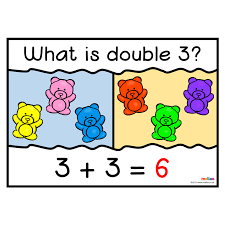 What is double 3?
3 + 3 = 6